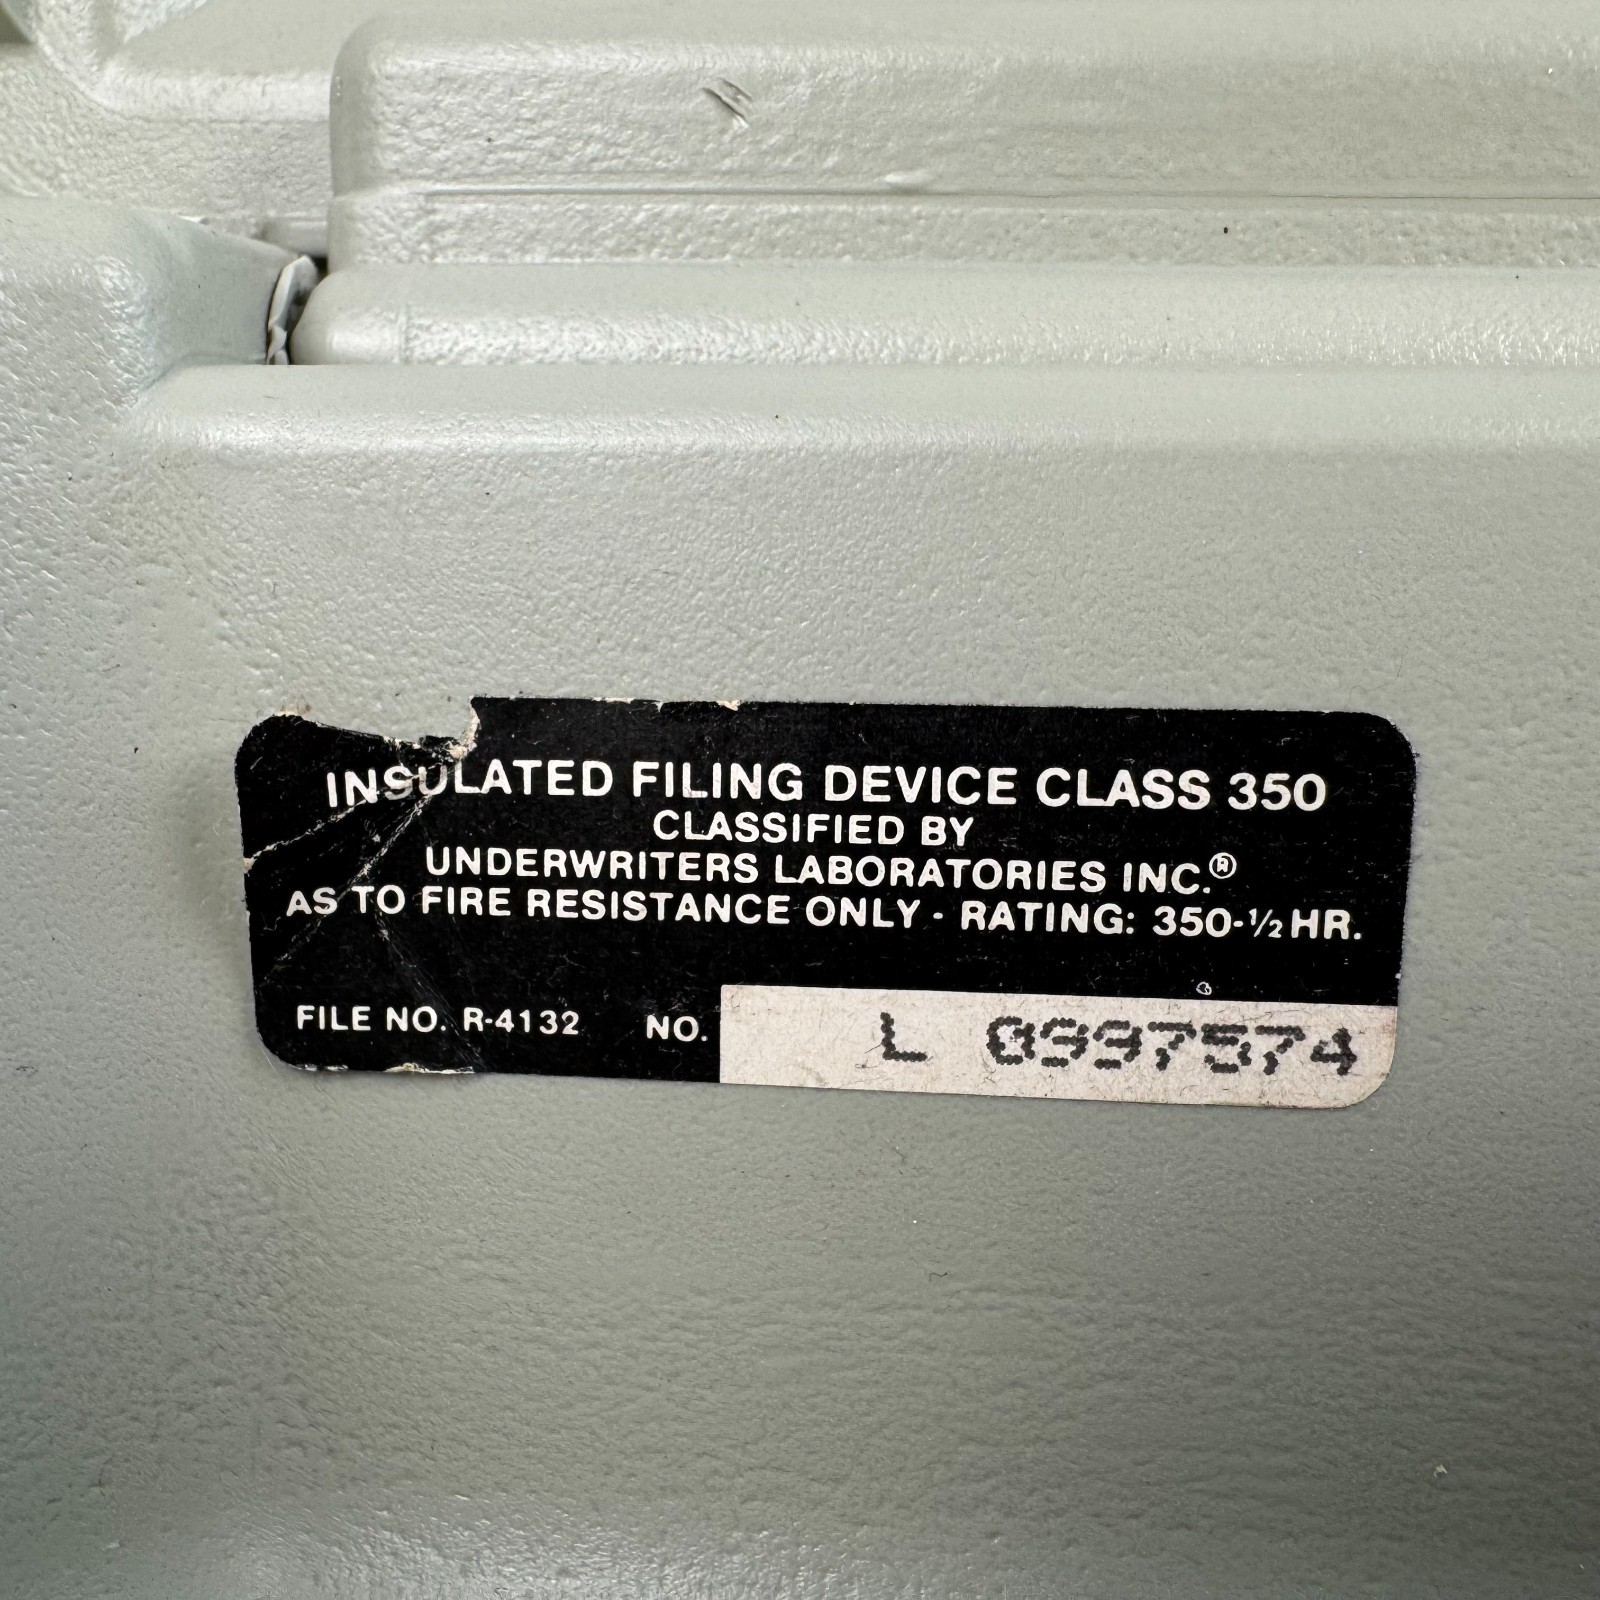 INSULATED FILING DEVICE CLASS 350
CLASSIFIED BY
UNDERWRITERS LABORATORIES INC.®
AS TO FIRE RESISTANCE ONLY - RATING: 350-½ HR.
FILE NO. R-4132 NO. L 0997574